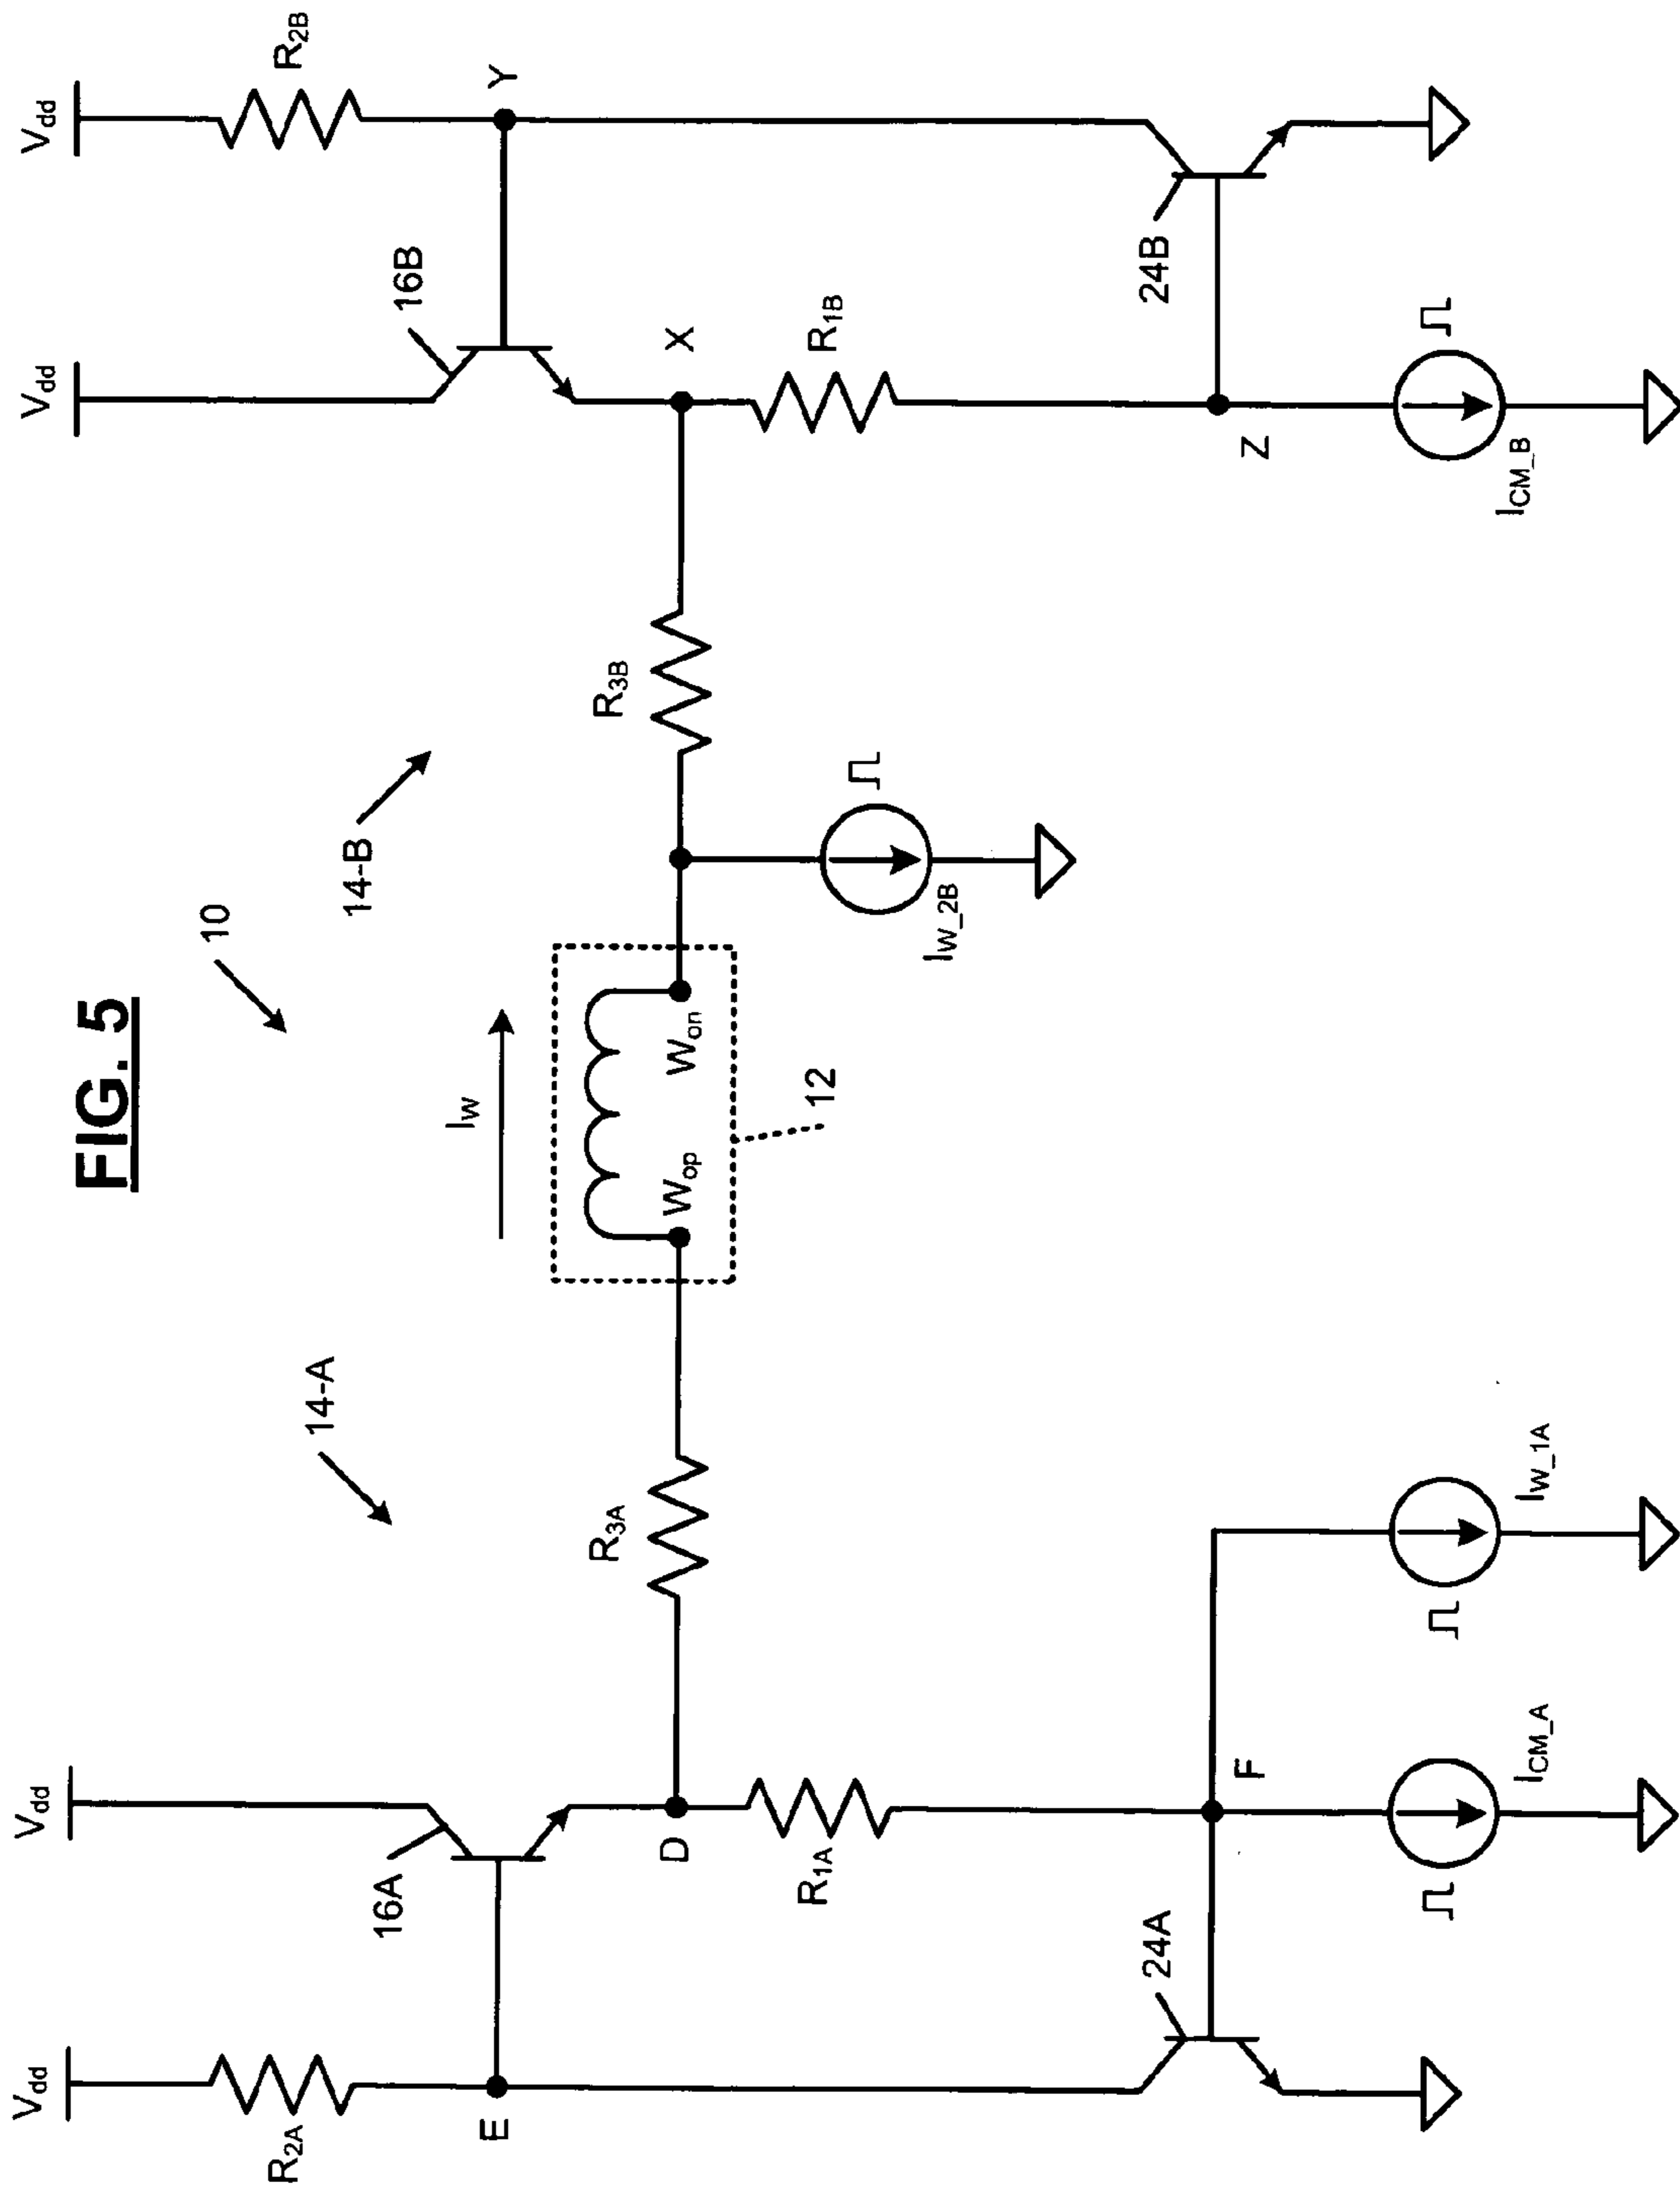 FIG. 5
10
14-A
14-B
Vdd
Vdd
Vdd
Vdd
R2A
16A
16B
R2B
E
Y
IW
D
R3A
Wop
Won
R3B
X
R1A
12
R1B
IW_2B
24A
24B
F
Z
ICM_A
IW_1A
ICM_B